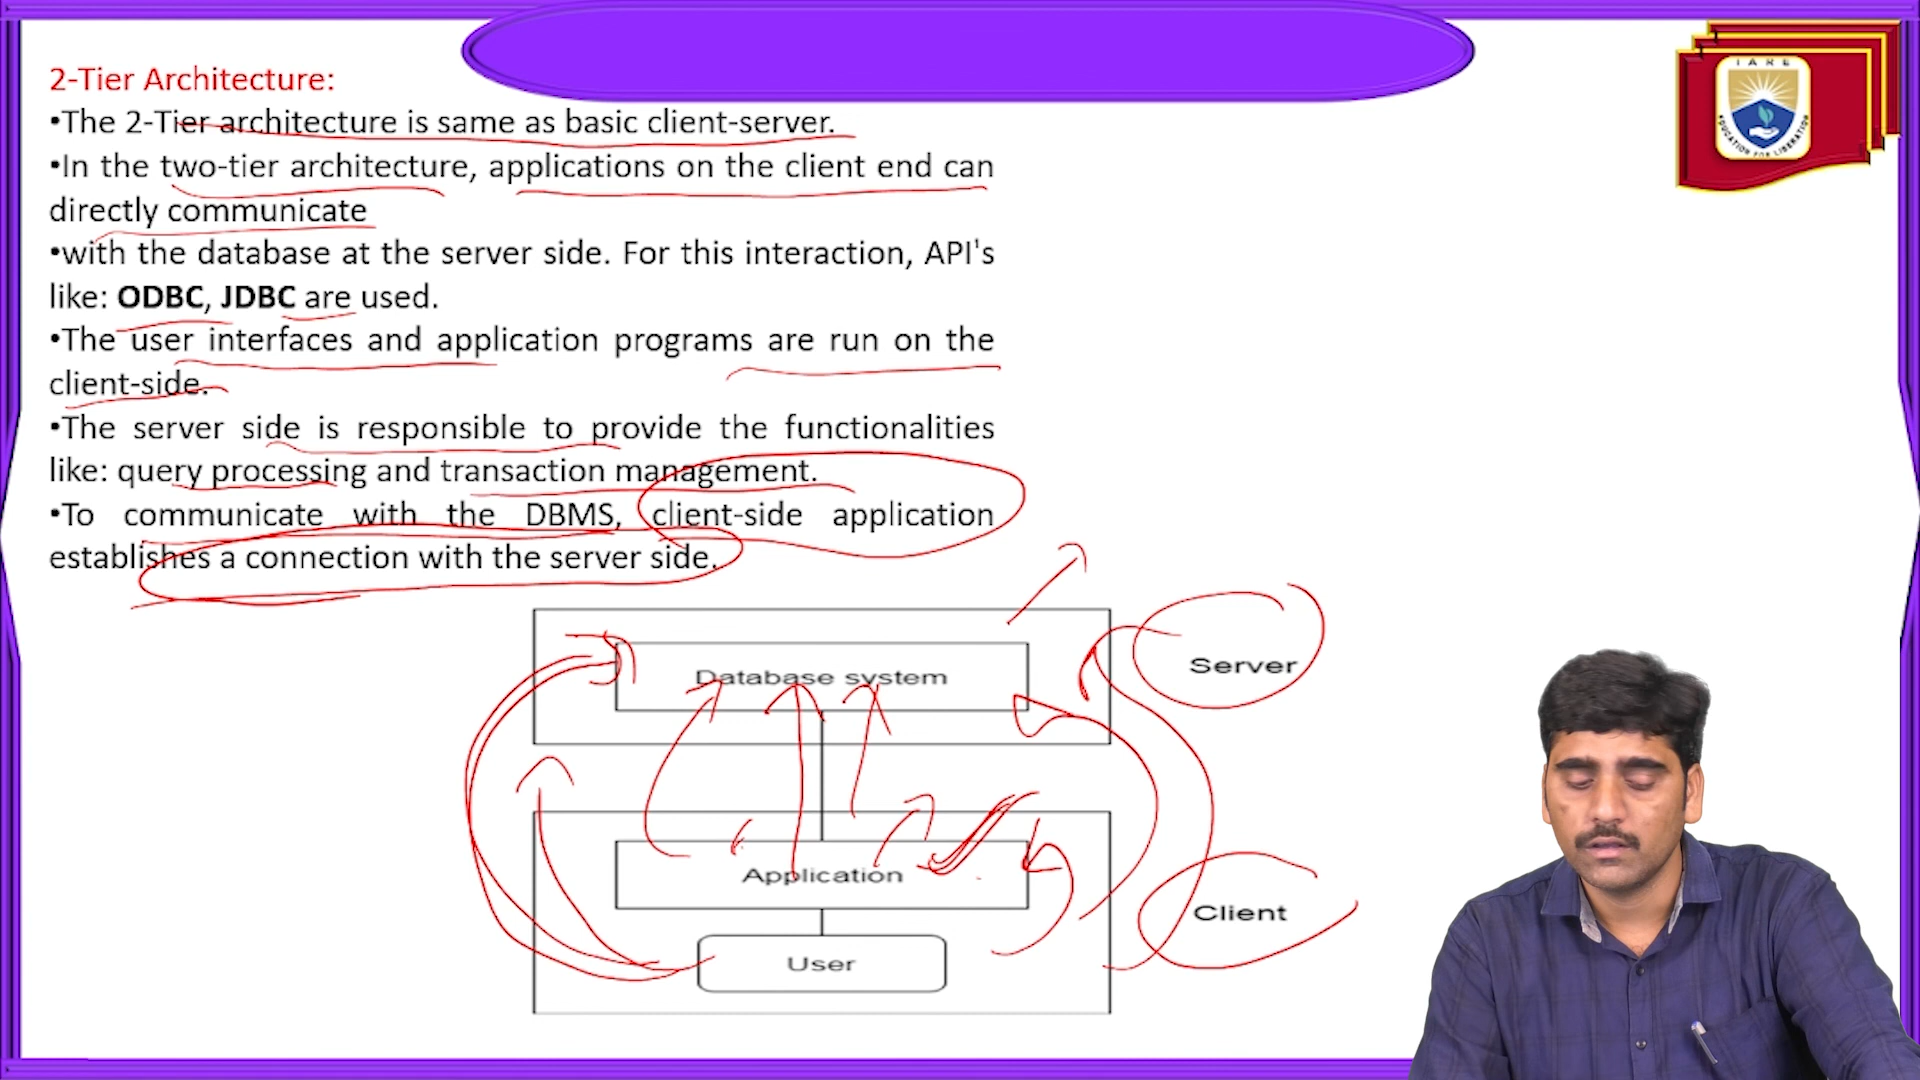 2-Tier Architecture:
•The 2-Tier architecture is same as basic client-server.
•In the two-tier architecture, applications on the client end can
directly communicate
•with the database at the server side. For this interaction, API's
like: ODBC, JDBC are used.
•The user interfaces and application programs are run on the
client-side.
•The server side is responsible to provide the functionalities
like: query processing and transaction management.
•To communicate with the DBMS, client-side application
establishes a connection with the server side.
Database system
Server
Application
Client
User
IARE
EDUCATION FOR LIBERATION